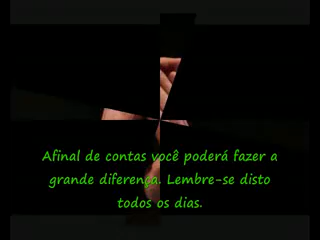 Afinal de contas você poderá fazer a
grande diferença. Lembre-se disto
todos os dias.